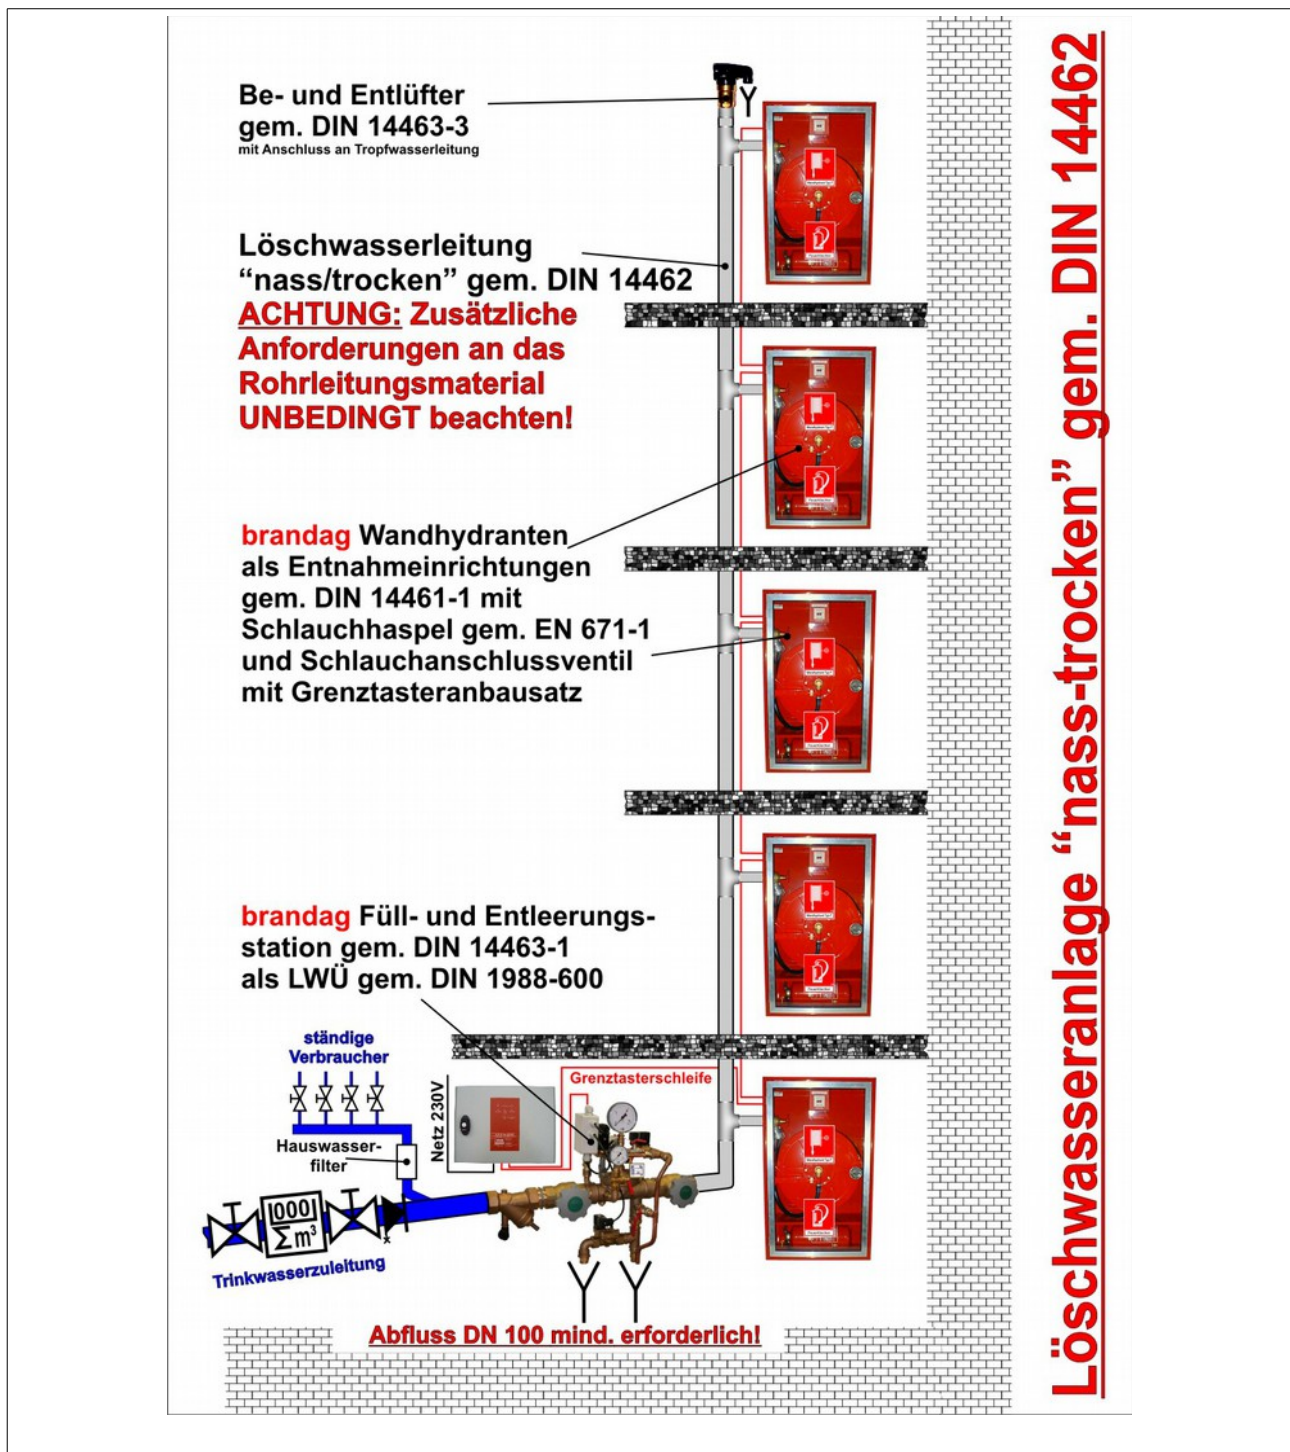 Be- und Entlüfter
gem. DIN 14463-3
mit Anschluss an Tropfwasserleitung
Löschwasserleitung
“nass/trocken” gem. DIN 14462
ACHTUNG: Zusätzliche
Anforderungen an das
Rohrleitungsmaterial
UNBEDINGT beachten!
brandag Wandhydranten
als Entnahmeeinrichtungen
gem. DIN 14461-1 mit
Schlauchhaspel gem. EN 671-1
und Schlauchanschlussventil
mit Grenztasteranbausatz
brandag Füll- und Entleerungs-
station gem. DIN 14463-1
als LWÜ gem. DIN 1988-600
ständige
Verbraucher
Hauswasser-
filter
Netz 230V
Grenztasterschleife
000
Σm³
x
Trinkwasserzuleitung
Abfluss DN 100 mind. erforderlich!
Löschwasseranlage “nass-trocken” gem. DIN 14462